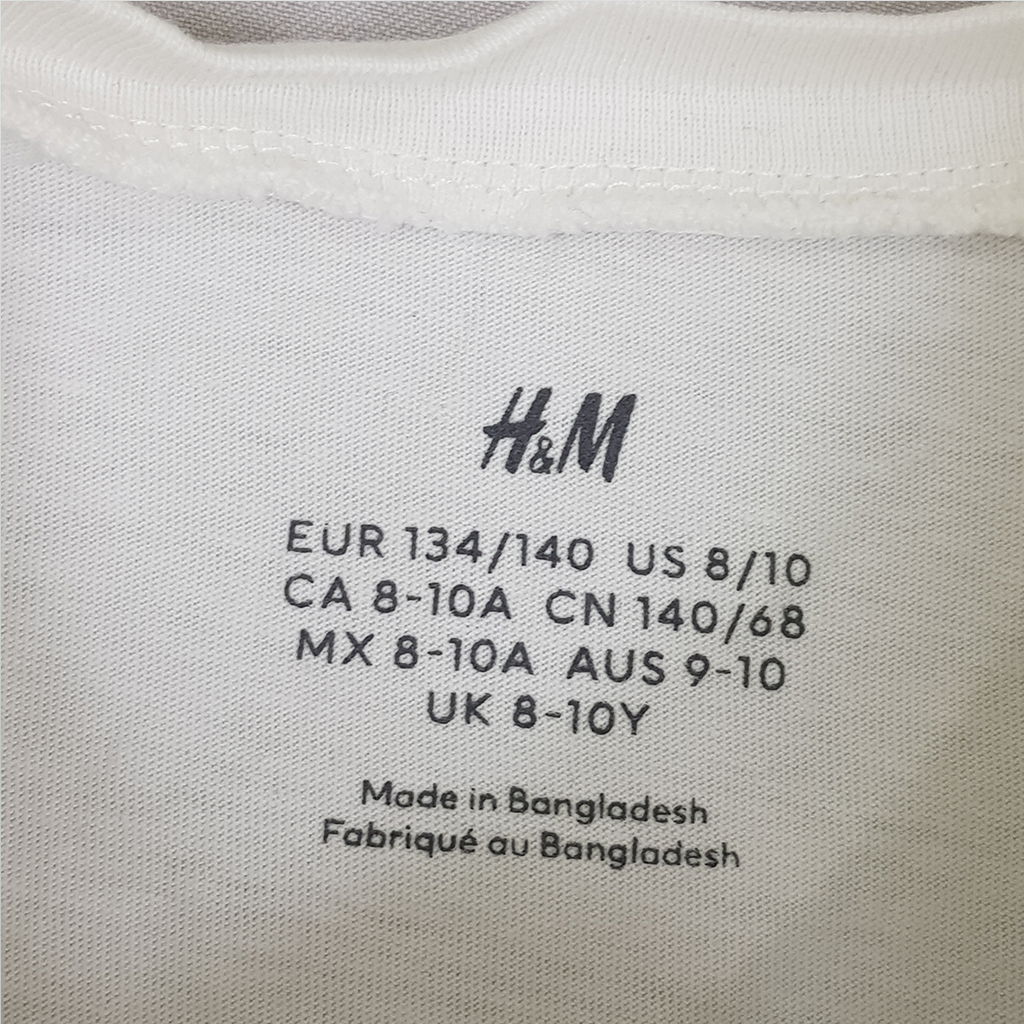 H&M
EUR 134/140 US 8/10
CA 8-10A CN 140/68
MX 8-10A AUS 9-10
UK 8-10Y
Made in Bangladesh
Fabriqué au Bangladesh